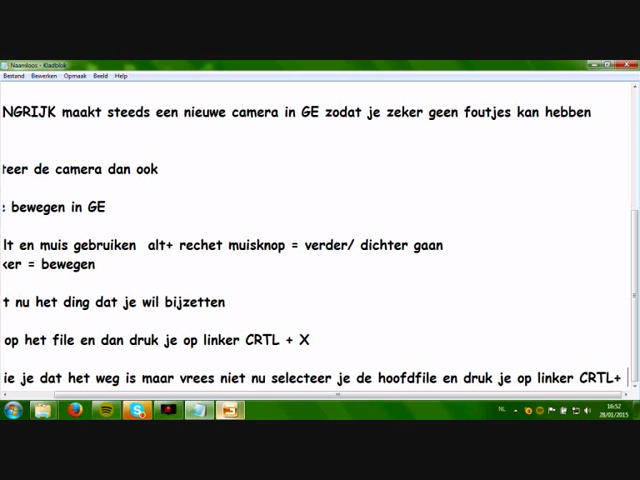 Naamloos - Kladblok
Bestand Bewerken Opmaak Beeld Help
NGRIJK maakt steeds een nieuwe camera in GE zodat je zeker geen foutjes kan hebben
teer de camera dan ook
bewegen in GE
lt en muis gebruiken alt+ rechet muisknop = verder/ dichter gaan
ker = bewegen
t nu het ding dat je wil bijzetten
op het file en dan druk je op linker CRTL + X
ie je dat het weg is maar vrees niet nu selecteer je de hoofdfile en druk je op linker CRTL+
NL
16:52
28/01/2015